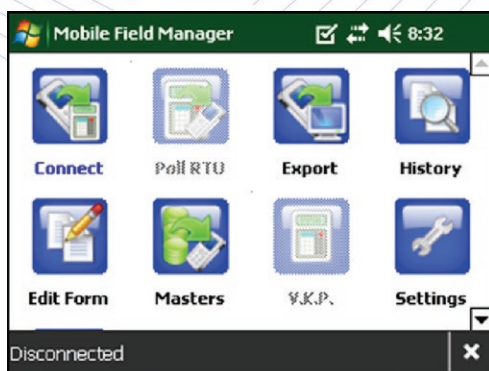 Mobile Field Manager 8:32
Connect Poll RTU Export History
Edit Form Masters V.K.P. Settings
Disconnected